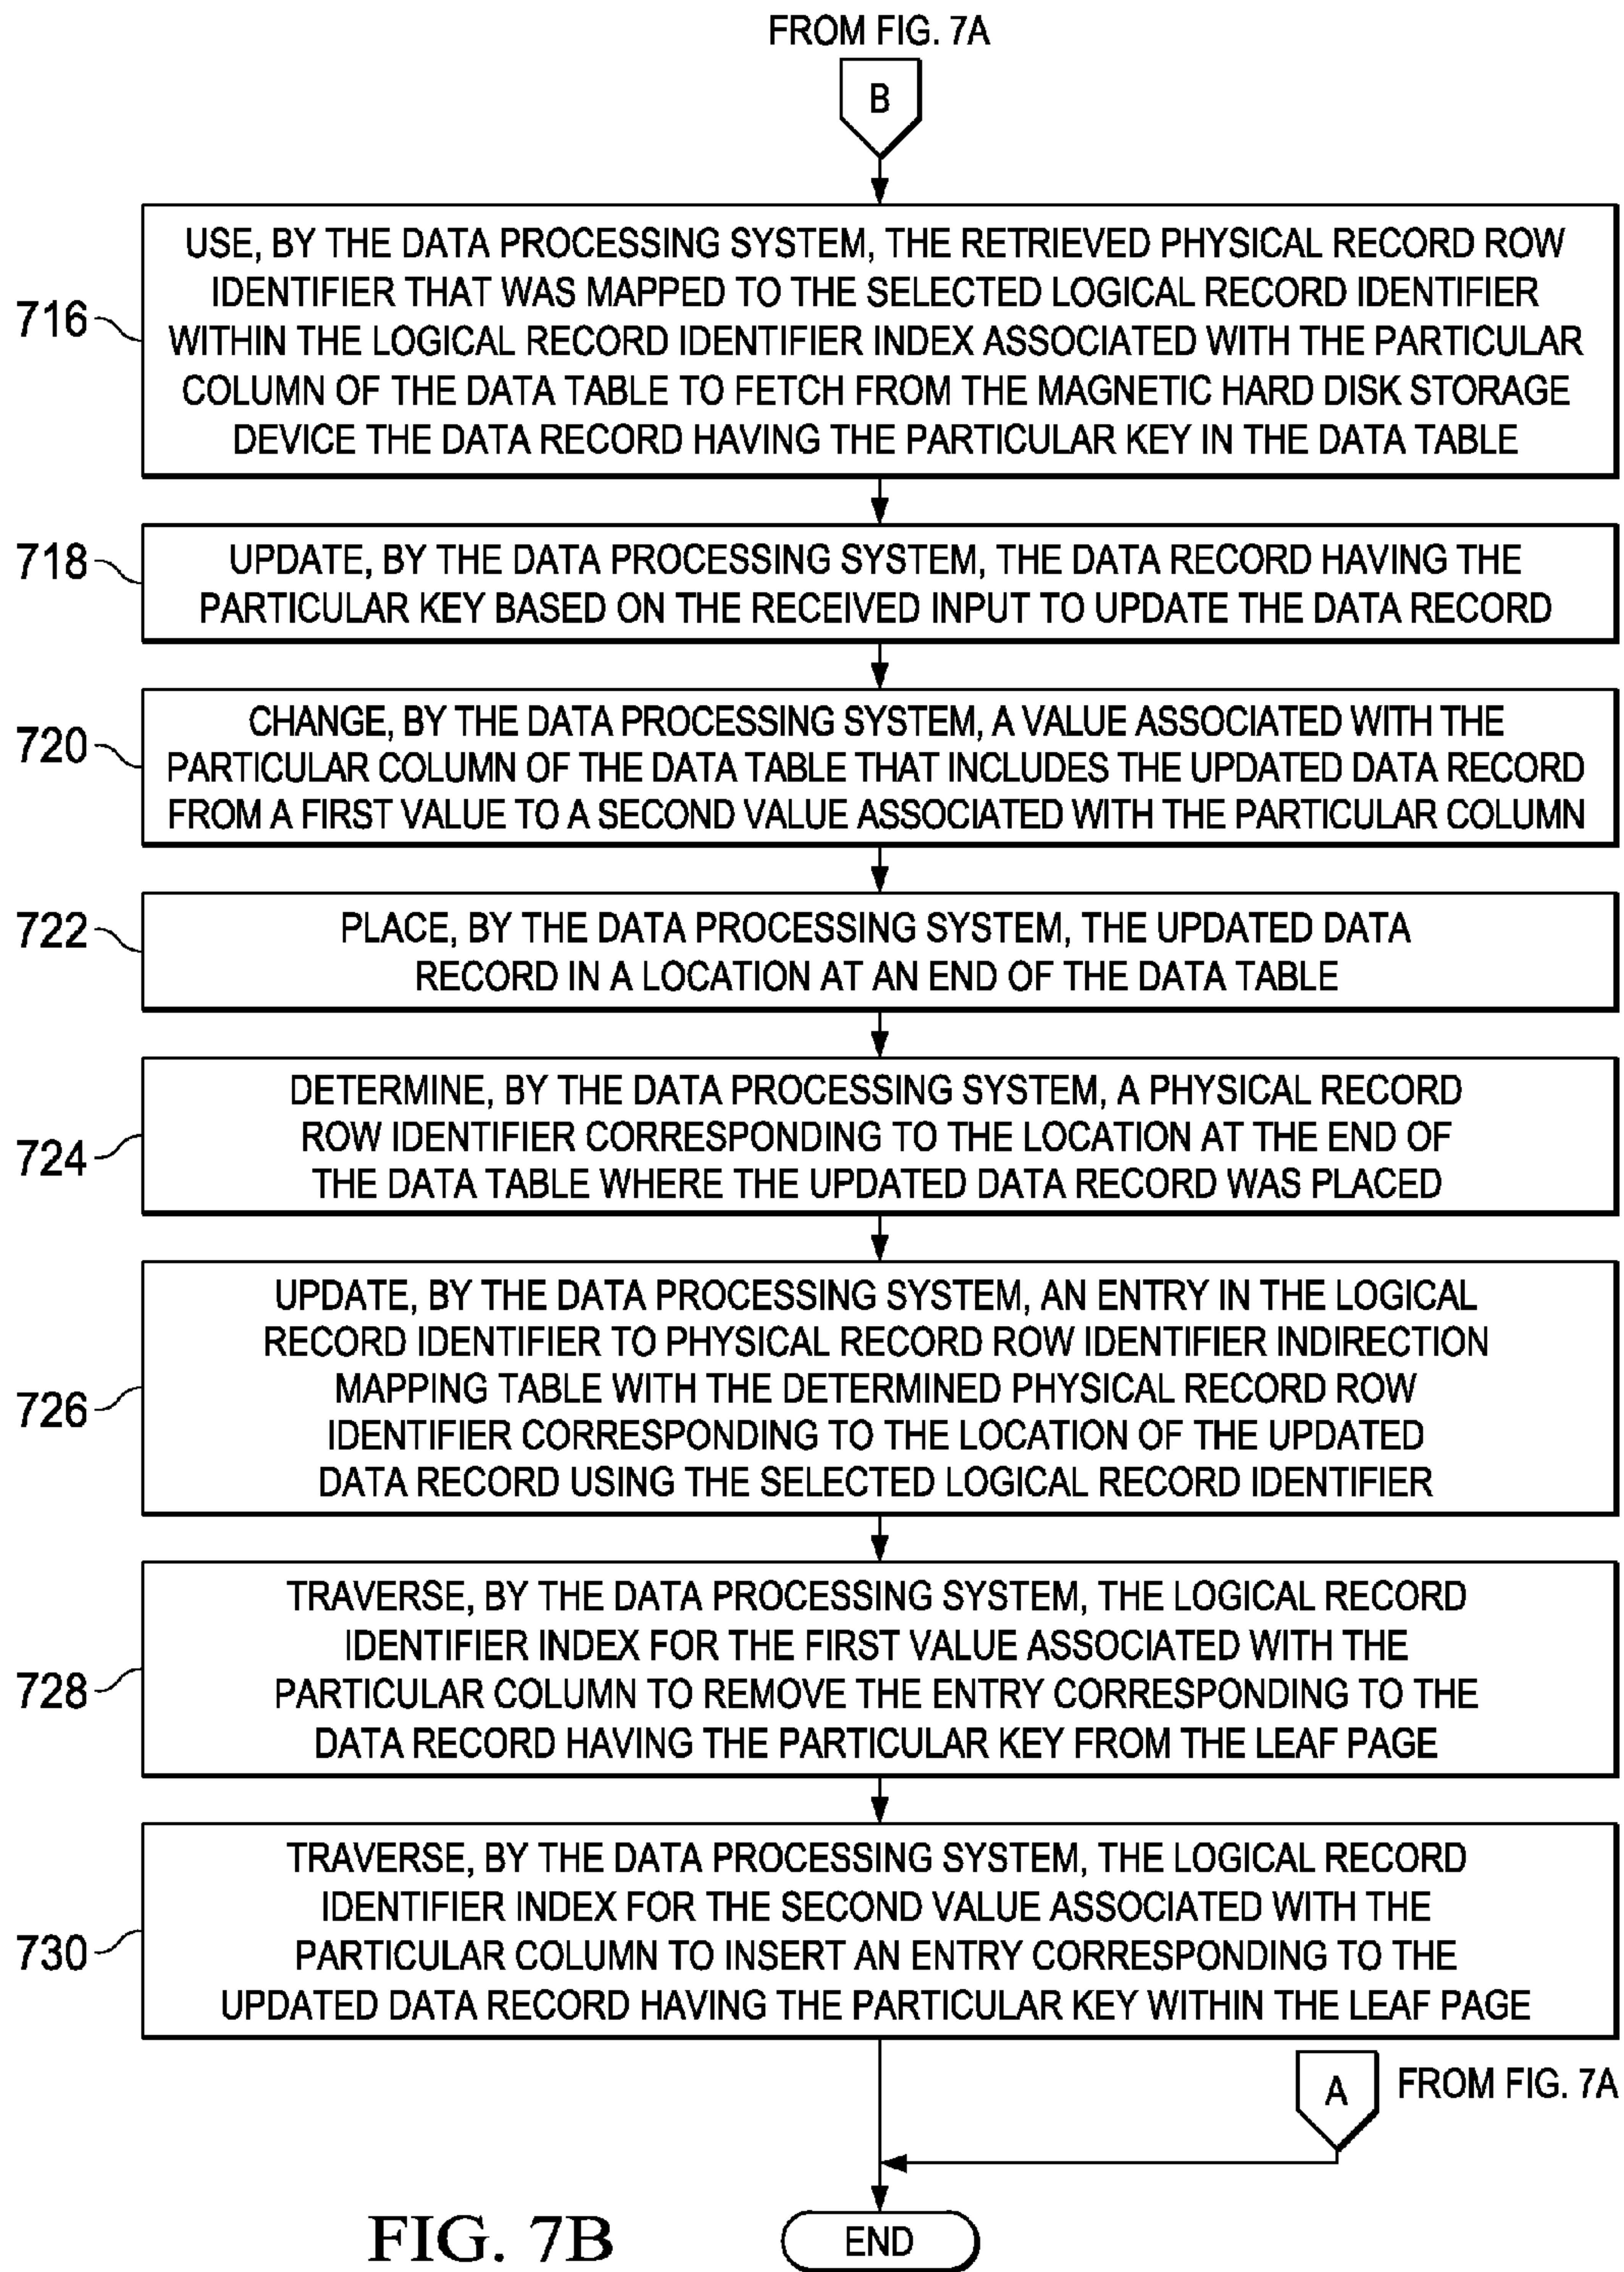 FROM FIG. 7A
B
716
USE, BY THE DATA PROCESSING SYSTEM, THE RETRIEVED PHYSICAL RECORD ROW
IDENTIFIER THAT WAS MAPPED TO THE SELECTED LOGICAL RECORD IDENTIFIER
WITHIN THE LOGICAL RECORD IDENTIFIER INDEX ASSOCIATED WITH THE PARTICULAR
COLUMN OF THE DATA TABLE TO FETCH FROM THE MAGNETIC HARD DISK STORAGE
DEVICE THE DATA RECORD HAVING THE PARTICULAR KEY IN THE DATA TABLE
718
UPDATE, BY THE DATA PROCESSING SYSTEM, THE DATA RECORD HAVING THE
PARTICULAR KEY BASED ON THE RECEIVED INPUT TO UPDATE THE DATA RECORD
720
CHANGE, BY THE DATA PROCESSING SYSTEM, A VALUE ASSOCIATED WITH THE
PARTICULAR COLUMN OF THE DATA TABLE THAT INCLUDES THE UPDATED DATA RECORD
FROM A FIRST VALUE TO A SECOND VALUE ASSOCIATED WITH THE PARTICULAR COLUMN
722
PLACE, BY THE DATA PROCESSING SYSTEM, THE UPDATED DATA
RECORD IN A LOCATION AT AN END OF THE DATA TABLE
724
DETERMINE, BY THE DATA PROCESSING SYSTEM, A PHYSICAL RECORD
ROW IDENTIFIER CORRESPONDING TO THE LOCATION AT THE END OF
THE DATA TABLE WHERE THE UPDATED DATA RECORD WAS PLACED
726
UPDATE, BY THE DATA PROCESSING SYSTEM, AN ENTRY IN THE LOGICAL
RECORD IDENTIFIER TO PHYSICAL RECORD ROW IDENTIFIER INDIRECTION
MAPPING TABLE WITH THE DETERMINED PHYSICAL RECORD ROW
IDENTIFIER CORRESPONDING TO THE LOCATION OF THE UPDATED
DATA RECORD USING THE SELECTED LOGICAL RECORD IDENTIFIER
728
TRAVERSE, BY THE DATA PROCESSING SYSTEM, THE LOGICAL RECORD
IDENTIFIER INDEX FOR THE FIRST VALUE ASSOCIATED WITH THE
PARTICULAR COLUMN TO REMOVE THE ENTRY CORRESPONDING TO THE
DATA RECORD HAVING THE PARTICULAR KEY FROM THE LEAF PAGE
730
TRAVERSE, BY THE DATA PROCESSING SYSTEM, THE LOGICAL RECORD
IDENTIFIER INDEX FOR THE SECOND VALUE ASSOCIATED WITH THE
PARTICULAR COLUMN TO INSERT AN ENTRY CORRESPONDING TO THE
UPDATED DATA RECORD HAVING THE PARTICULAR KEY WITHIN THE LEAF PAGE
A
FROM FIG. 7A
END
FIG. 7B